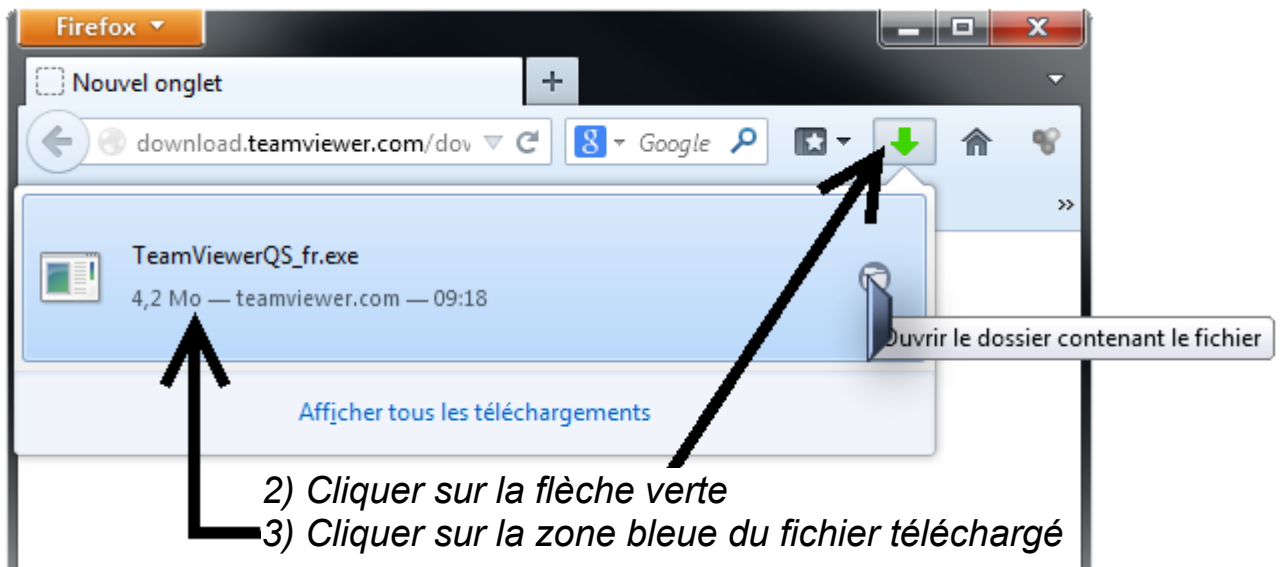 Firefox
Nouvel onglet
download.teamviewer.com/dov
Google
TeamViewerQS_fr.exe
4,2 Mo — teamviewer.com — 09:18
Ouvrir le dossier contenant le fichier
Afficher tous les téléchargements
2) Cliquer sur la flèche verte
3) Cliquer sur la zone bleue du fichier téléchargé